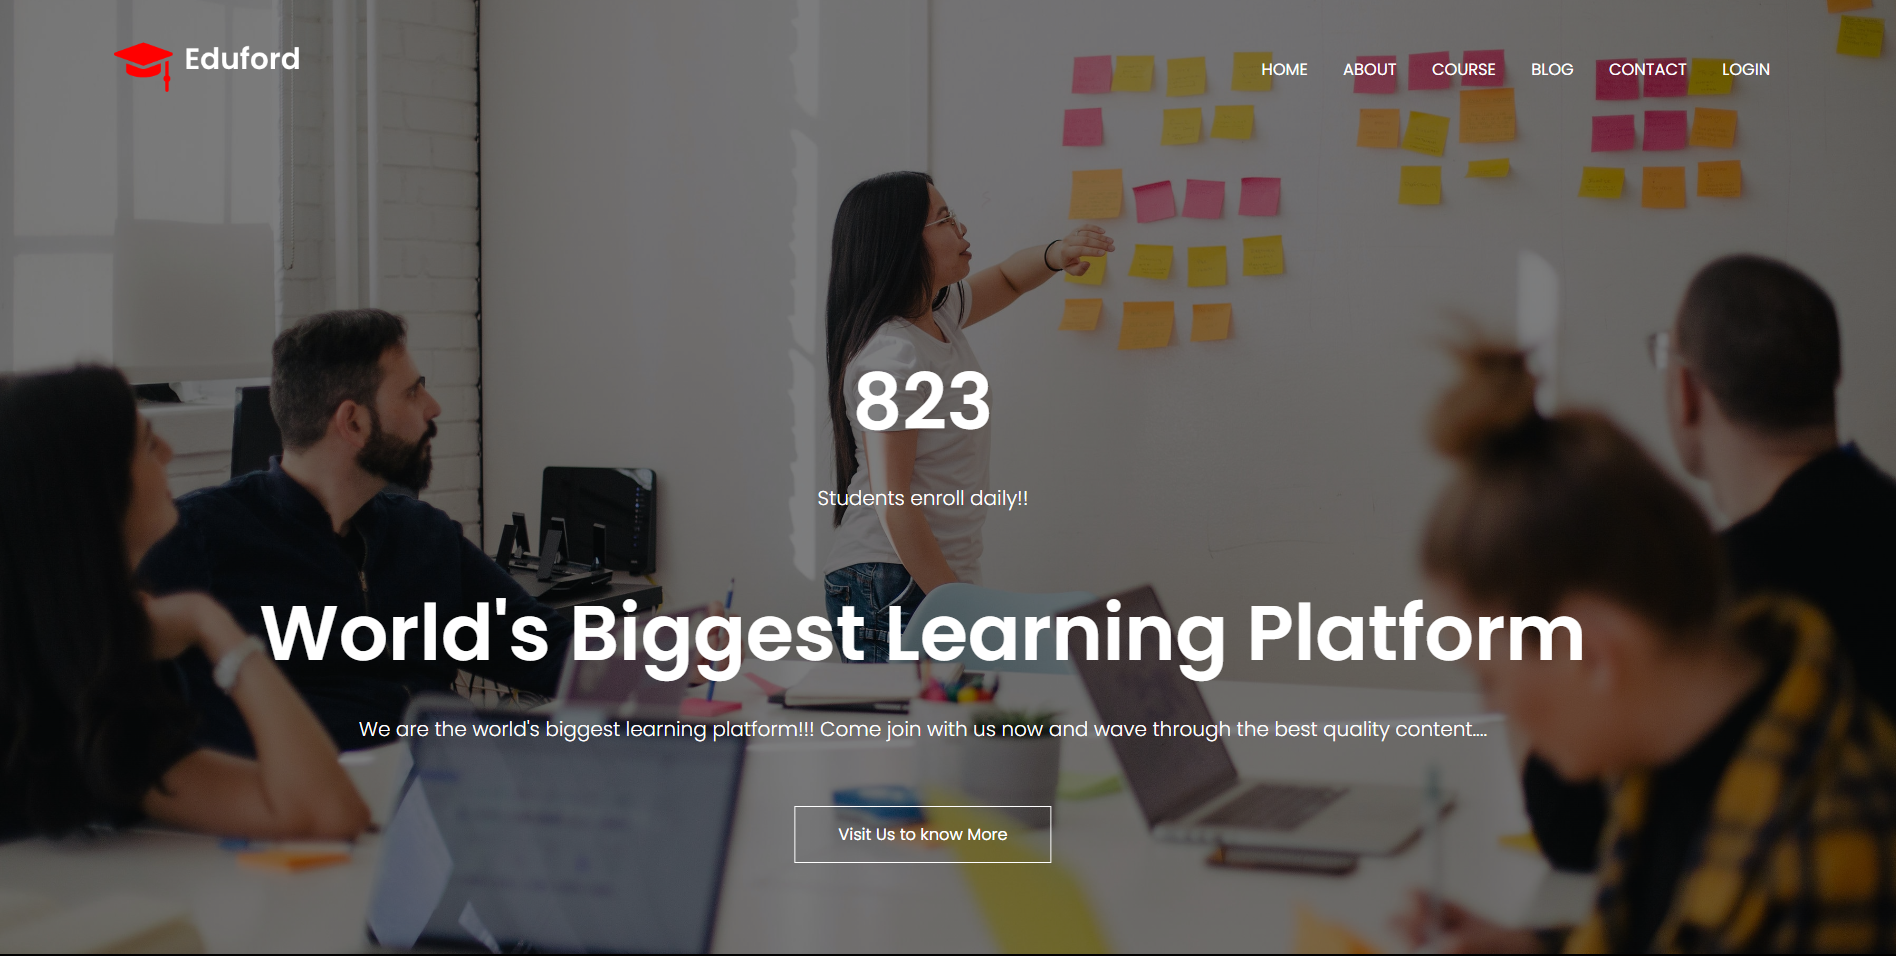 Eduford
HOME ABOUT COURSE BLOG CONTACT LOGIN
823
Students enroll daily!!
World's Biggest Learning Platform
We are the world's biggest learning platform!!! Come join with us now and wave through the best quality content....
Visit Us to know More